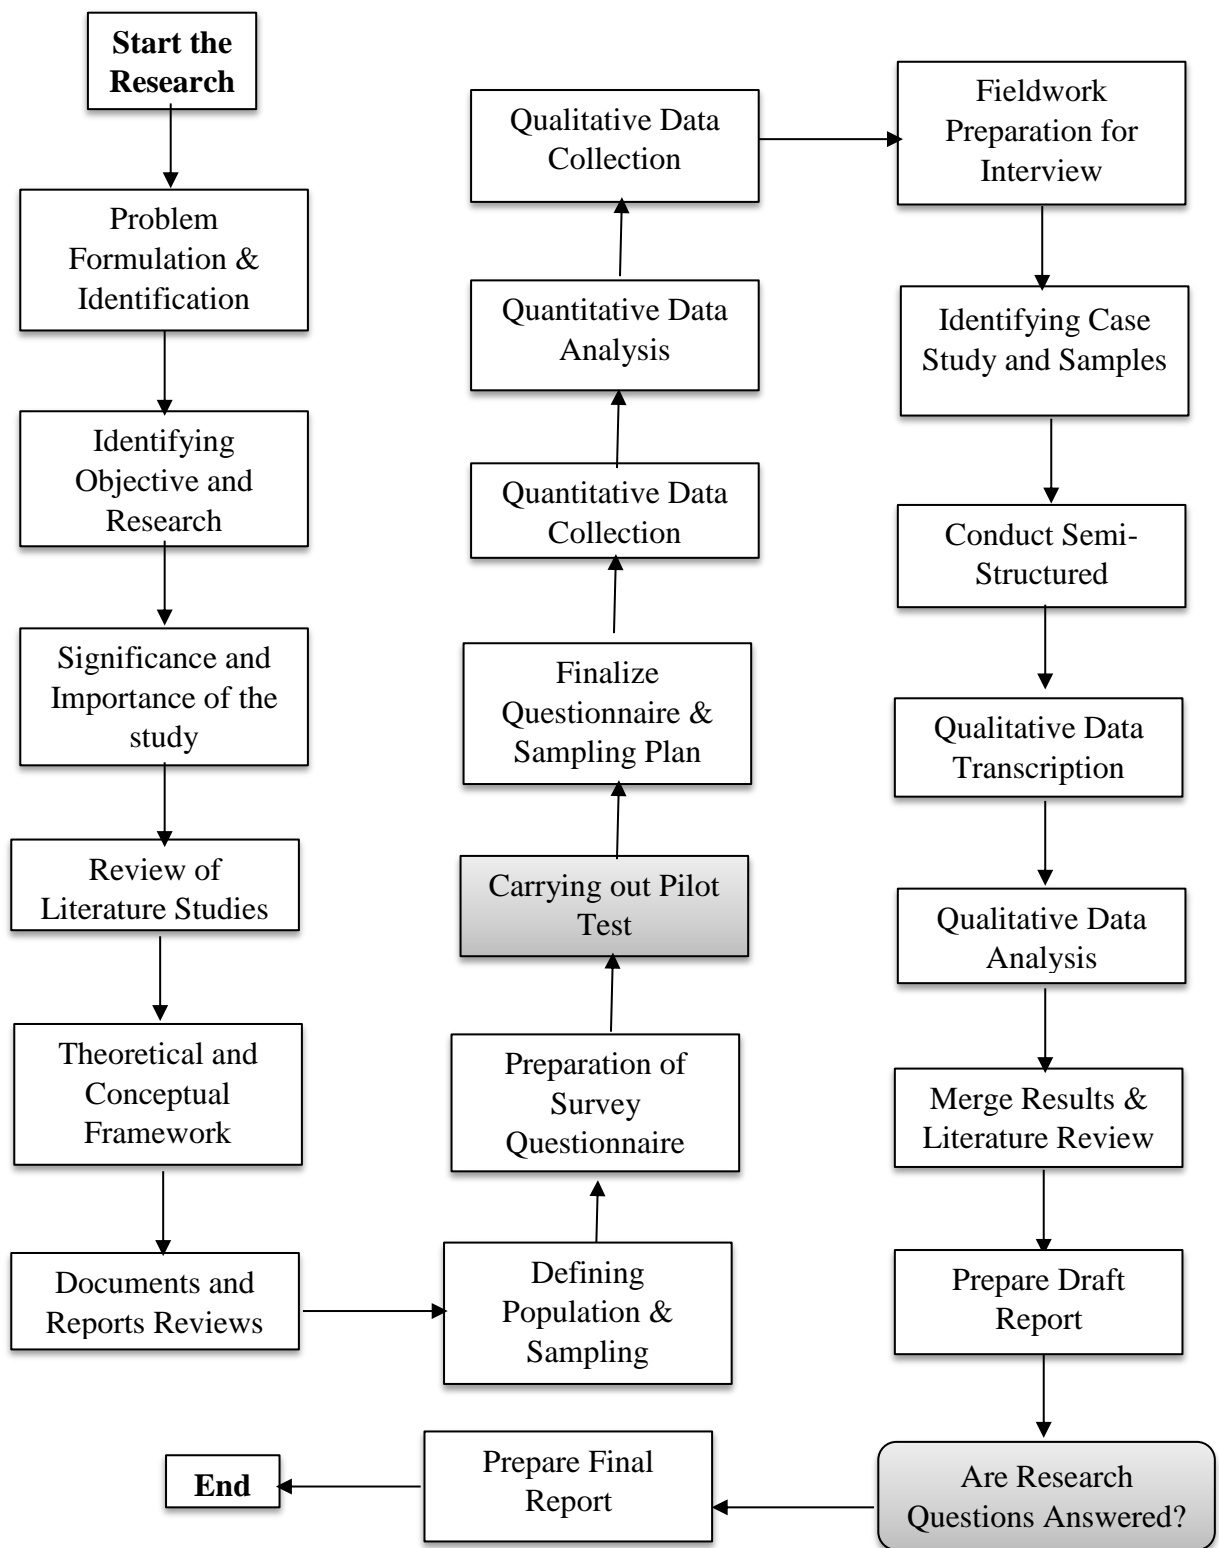 Start the
Research
Problem
Formulation &
Identification
Identifying
Objective and
Research
Significance and
Importance of the
study
Review of
Literature Studies
Theoretical and
Conceptual
Framework
Documents and
Reports Reviews
Defining
Population &
Sampling
Preparation of
Survey
Questionnaire
Carrying out Pilot
Test
Finalize
Questionnaire &
Sampling Plan
Quantitative Data
Collection
Quantitative Data
Analysis
Qualitative Data
Collection
Fieldwork
Preparation for
Interview
Identifying Case
Study and Samples
Conduct Semi-
Structured
Qualitative Data
Transcription
Qualitative Data
Analysis
Merge Results &
Literature Review
Prepare Draft
Report
Are Research
Questions Answered?
Prepare Final
Report
End